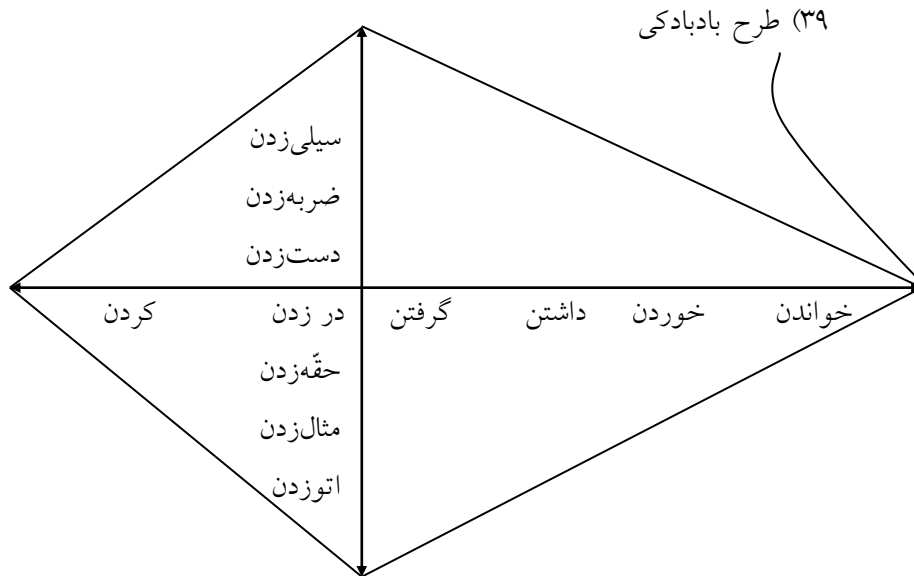 ۳۹) طرح بادبادکی
سیلی‌زدن
ضربه‌زدن
دست‌زدن
کردن در زدن گرفتن داشتن خوردن خواندن
حقّه‌زدن
مثال‌زدن
اتوزدن